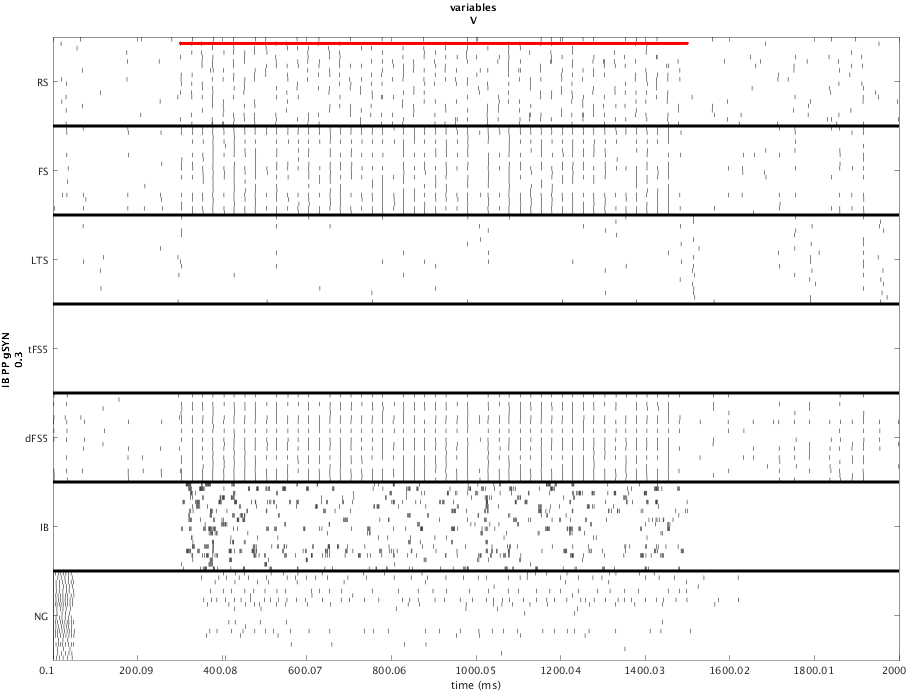 variables
V
RS
FS
LTS
IB PP gSYN
0.3
tFS5
dFS5
IB
NG
0.1 200.09 400.08 600.07 800.06 1000.05 1200.04 1400.03 1600.02 1800.01 2000
time (ms)